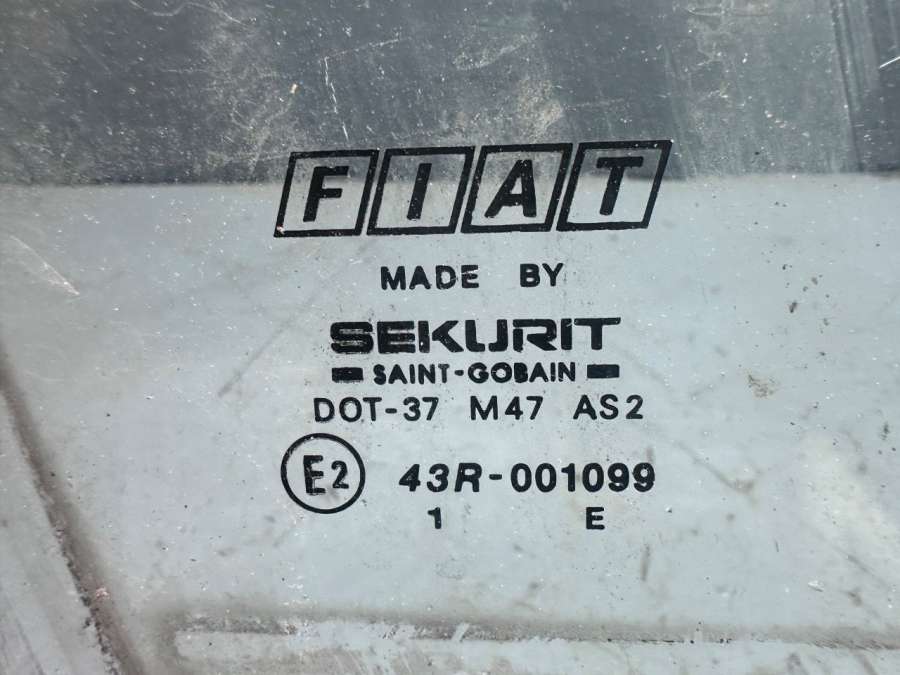 FIAT
MADE BY
SEKURIT
SAINT-GOBAIN
DOT-37 M47 AS2
E2 43R-001099
1 E